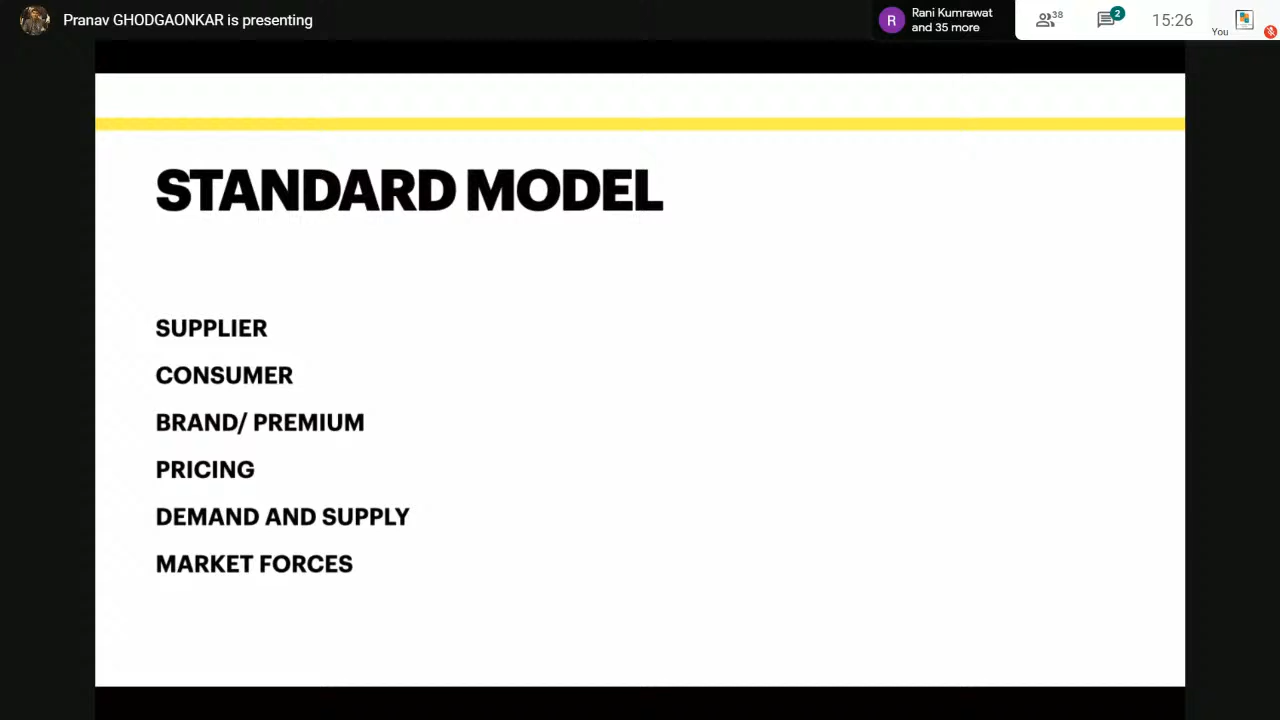 Pranav GHODGAONKAR is presenting
R
Rani Kumrawat
and 35 more
38
2
15:26
You
STANDARD MODEL
SUPPLIER
CONSUMER
BRAND/ PREMIUM
PRICING
DEMAND AND SUPPLY
MARKET FORCES